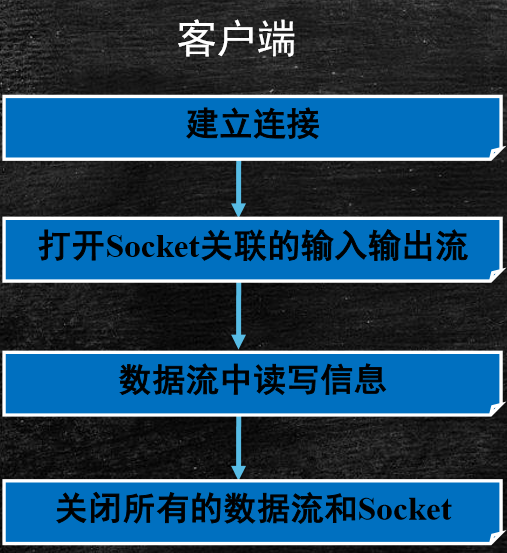 客户端
建立连接
打开Socket关联的输入输出流
数据流中读写信息
关闭所有的数据流和Socket